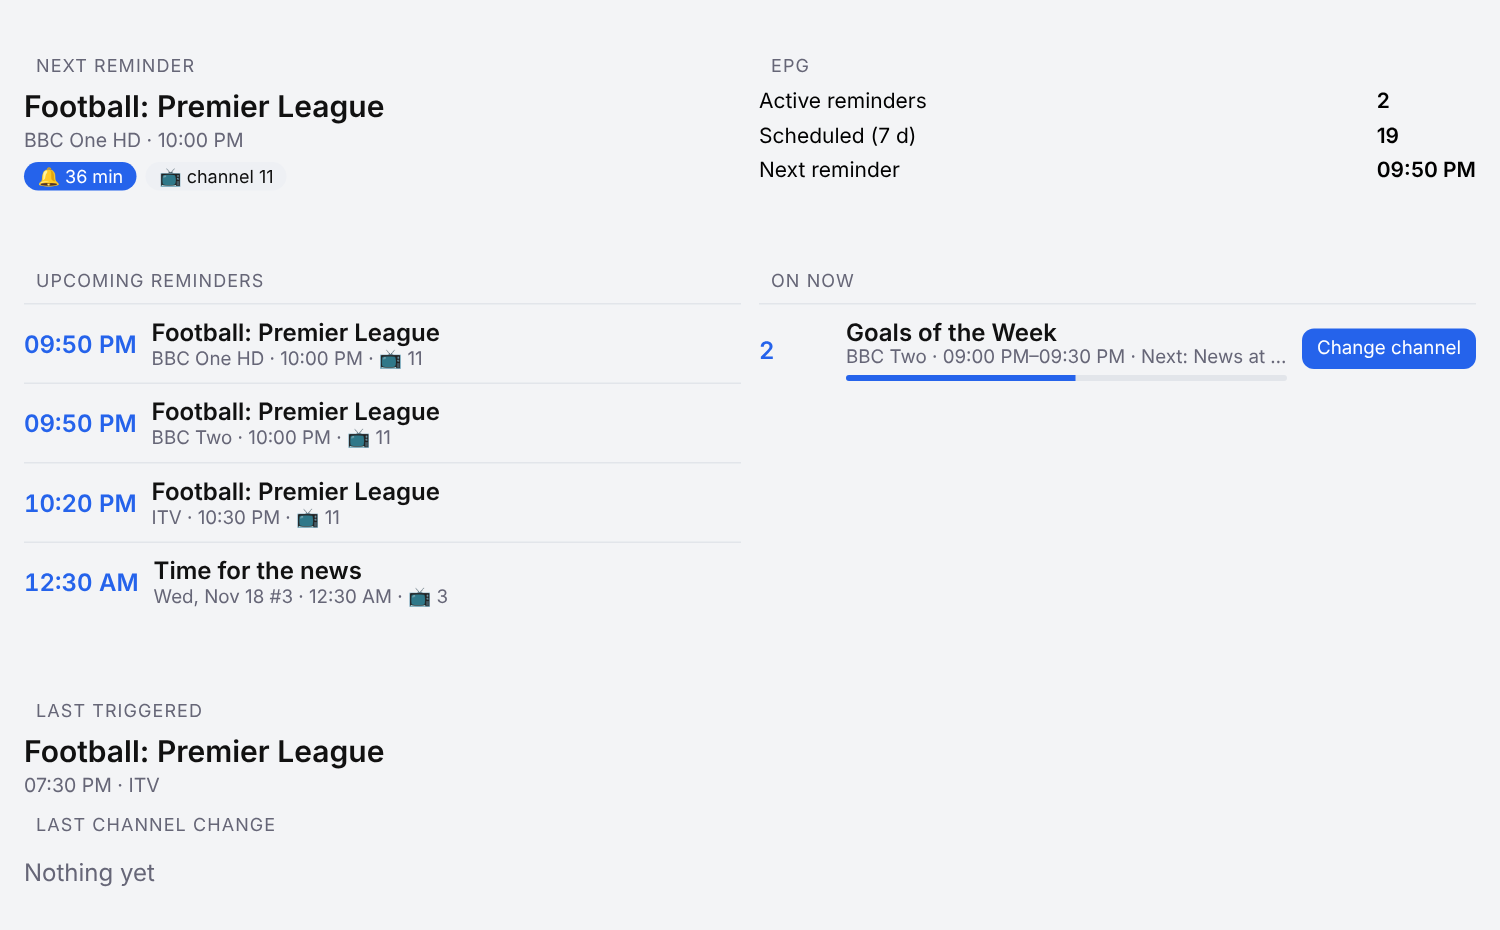 NEXT REMINDER
Football: Premier League
BBC One HD · 10:00 PM
🔔 36 min 📺 channel 11
EPG
Active reminders 2
Scheduled (7 d) 19
Next reminder 09:50 PM
UPCOMING REMINDERS
09:50 PM Football: Premier League
BBC One HD · 10:00 PM · 📺 11
09:50 PM Football: Premier League
BBC Two · 10:00 PM · 📺 11
10:20 PM Football: Premier League
ITV · 10:30 PM · 📺 11
12:30 AM Time for the news
Wed, Nov 18 #3 · 12:30 AM · 📺 3
ON NOW
2 Goals of the Week
BBC Two · 09:00 PM–09:30 PM · Next: News at ...
Change channel
LAST TRIGGERED
Football: Premier League
07:30 PM · ITV
LAST CHANNEL CHANGE
Nothing yet